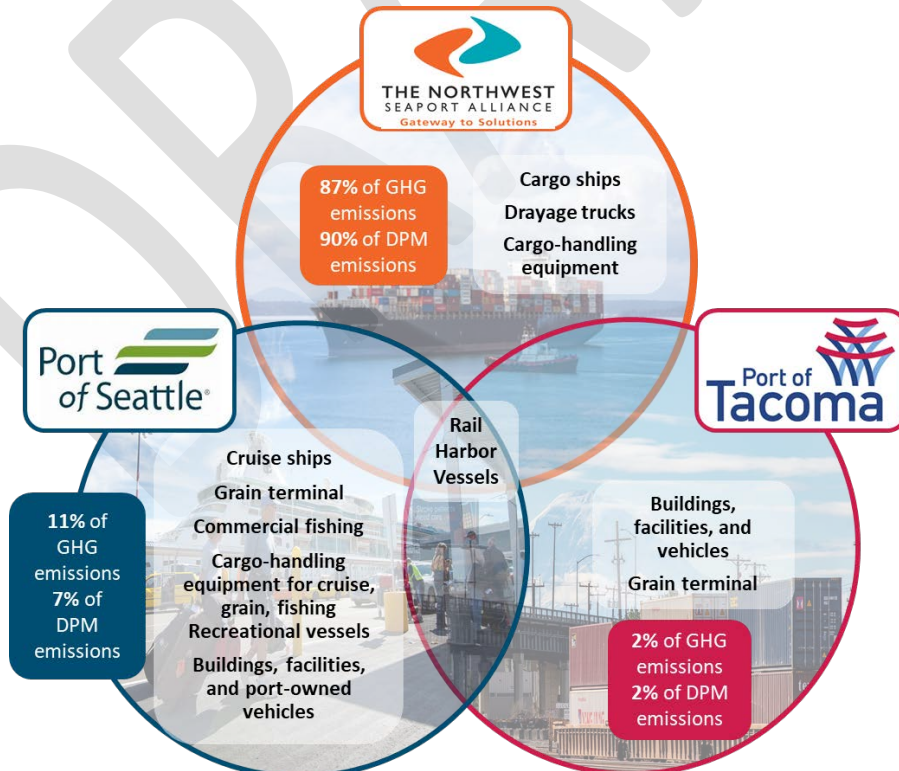 THE NORTHWEST
SEAPORT ALLIANCE
Gateway to Solutions
87% of GHG
emissions
90% of DPM
emissions
Cargo ships
Drayage trucks
Cargo-handling
equipment
Port
of Seattle®
Port of
Tacoma
Rail
Harbor
Vessels
Cruise ships
Grain terminal
Commercial fishing
Cargo-handling
equipment for cruise,
grain, fishing
Recreational vessels
Buildings, facilities,
and port-owned
vehicles
11% of
GHG
emissions
7% of
DPM
emissions
Buildings,
facilities, and
vehicles
Grain terminal
2% of GHG
emissions
2% of DPM
emissions